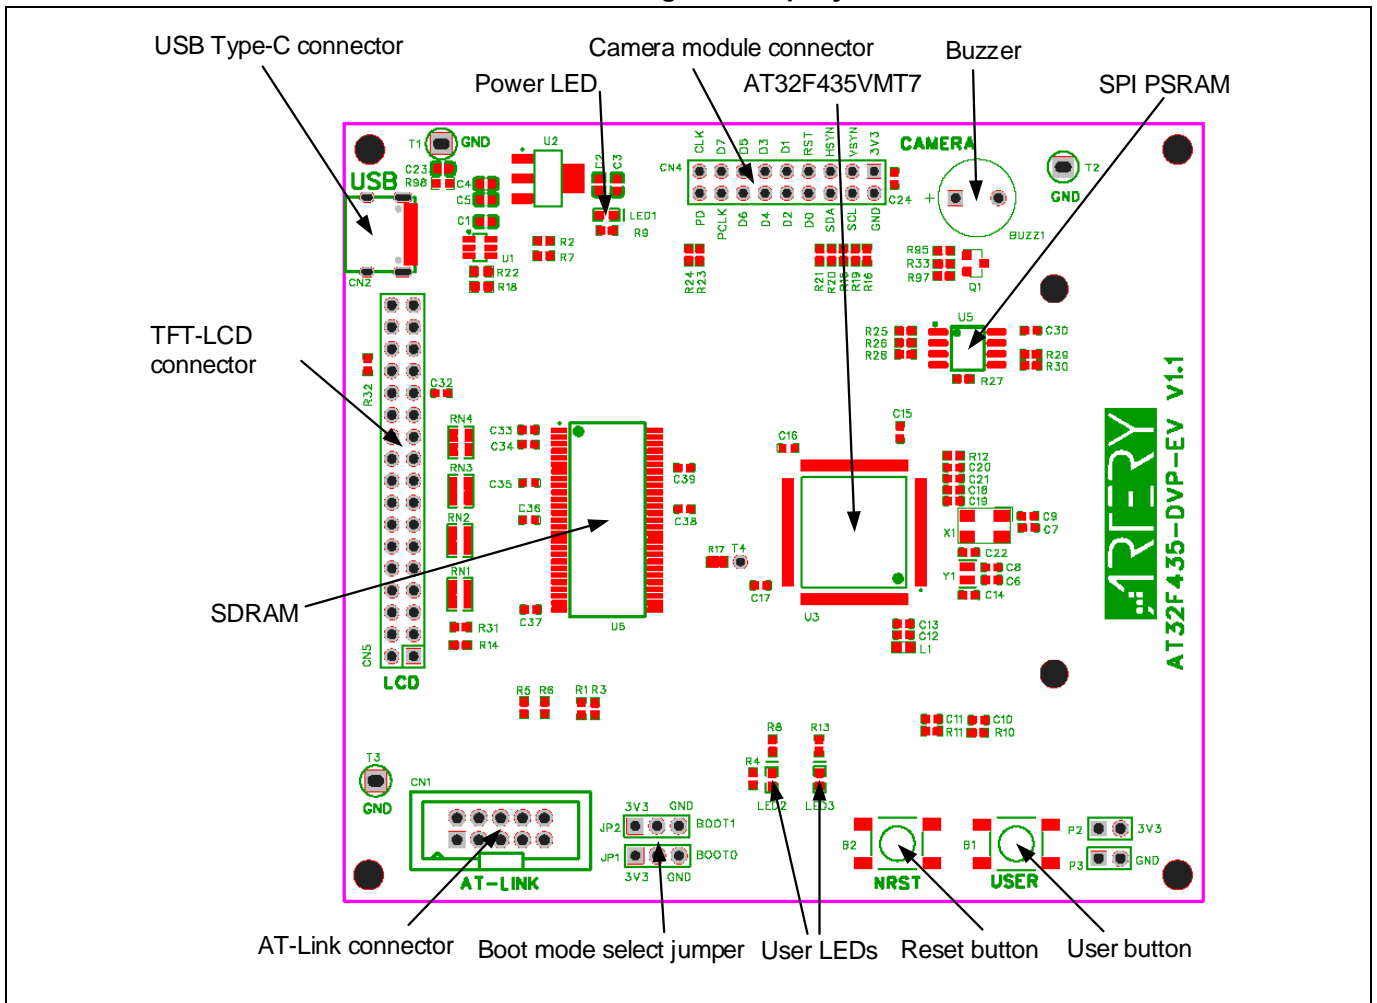 USB Type-C connector
Camera module connector
Buzzer
Power LED
AT32F435VMT7
SPI PSRAM
T1
GND
U2
C2
C3
CLK
D7
D5
D3
D1
RST
HSYN
VSYN
3V3
CAMERA
CN4
C23
R98
USB
C4
C5
C1
LED1
R9
PD
PCLK
D6
D4
D2
D0
SDA
SCL
GND
C24
+
BUZZ1
T2
GND
U1
R2
R7
R22
R18
CN2
R24
R23
R21
R20
R15
R19
R16
R95
R33
R97
Q1
TFT-LCD
connector
R32
C32
U5
R25
R26
R28
C30
R29
R30
R27
RN4
RN3
RN2
RN1
C33
C34
C35
C36
C37
C39
C38
C16
C15
R12
C20
C21
C18
C19
X1
C9
C7
C22
Y1
C8
C6
C14
R17
T4
C17
U3
C13
C12
L1
U6
SDRAM
R31
R14
CN5
LCD
ARTERY
AT32F435-DVP-EV V1.1
R5
R6
R1
R3
C11
R11
C10
R10
R8
R13
R4
LED2
LED3
T3
GND
CN1
AT-LINK
3V3
GND
JP2
BOOT1
JP1
BOOT0
3V3
GND
B2
NRST
B1
USER
P2
3V3
P3
GND
AT-Link connector
Boot mode select jumper
User LEDs
Reset button
User button